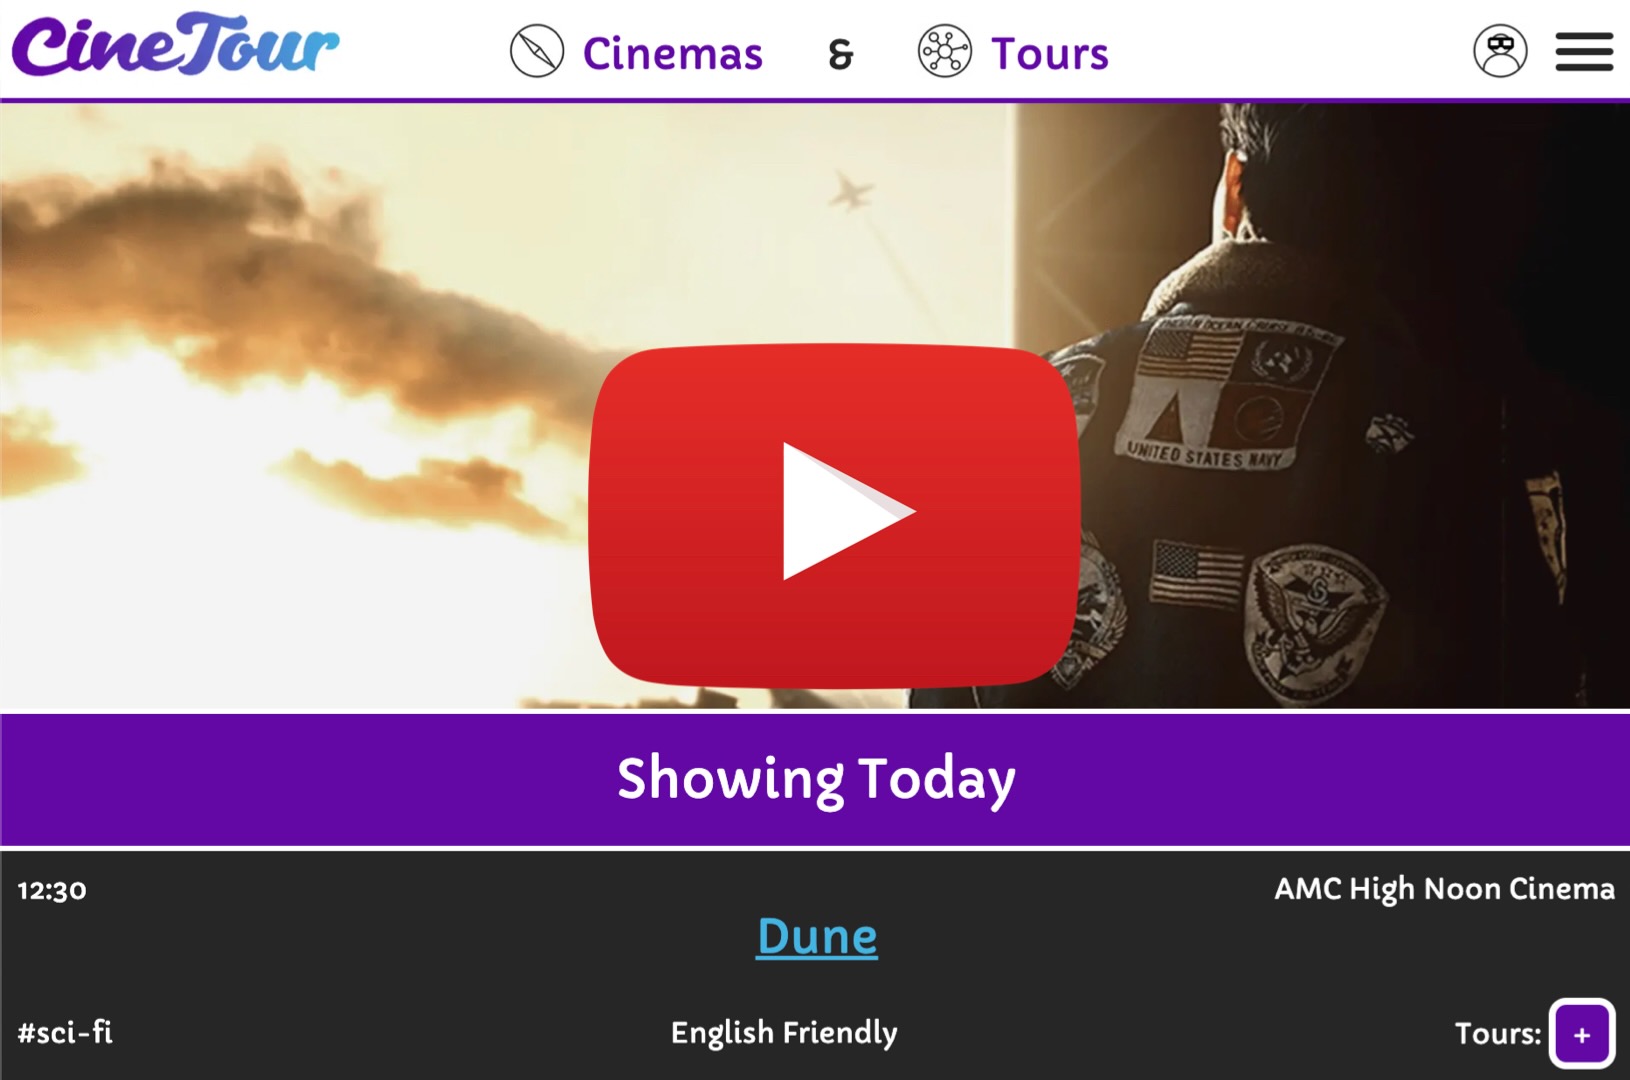 CineTour
Cinemas & Tours
UNITED STATES NAVY
Showing Today
12:30
AMC High Noon Cinema
Dune
#sci-fi
English Friendly
Tours: +